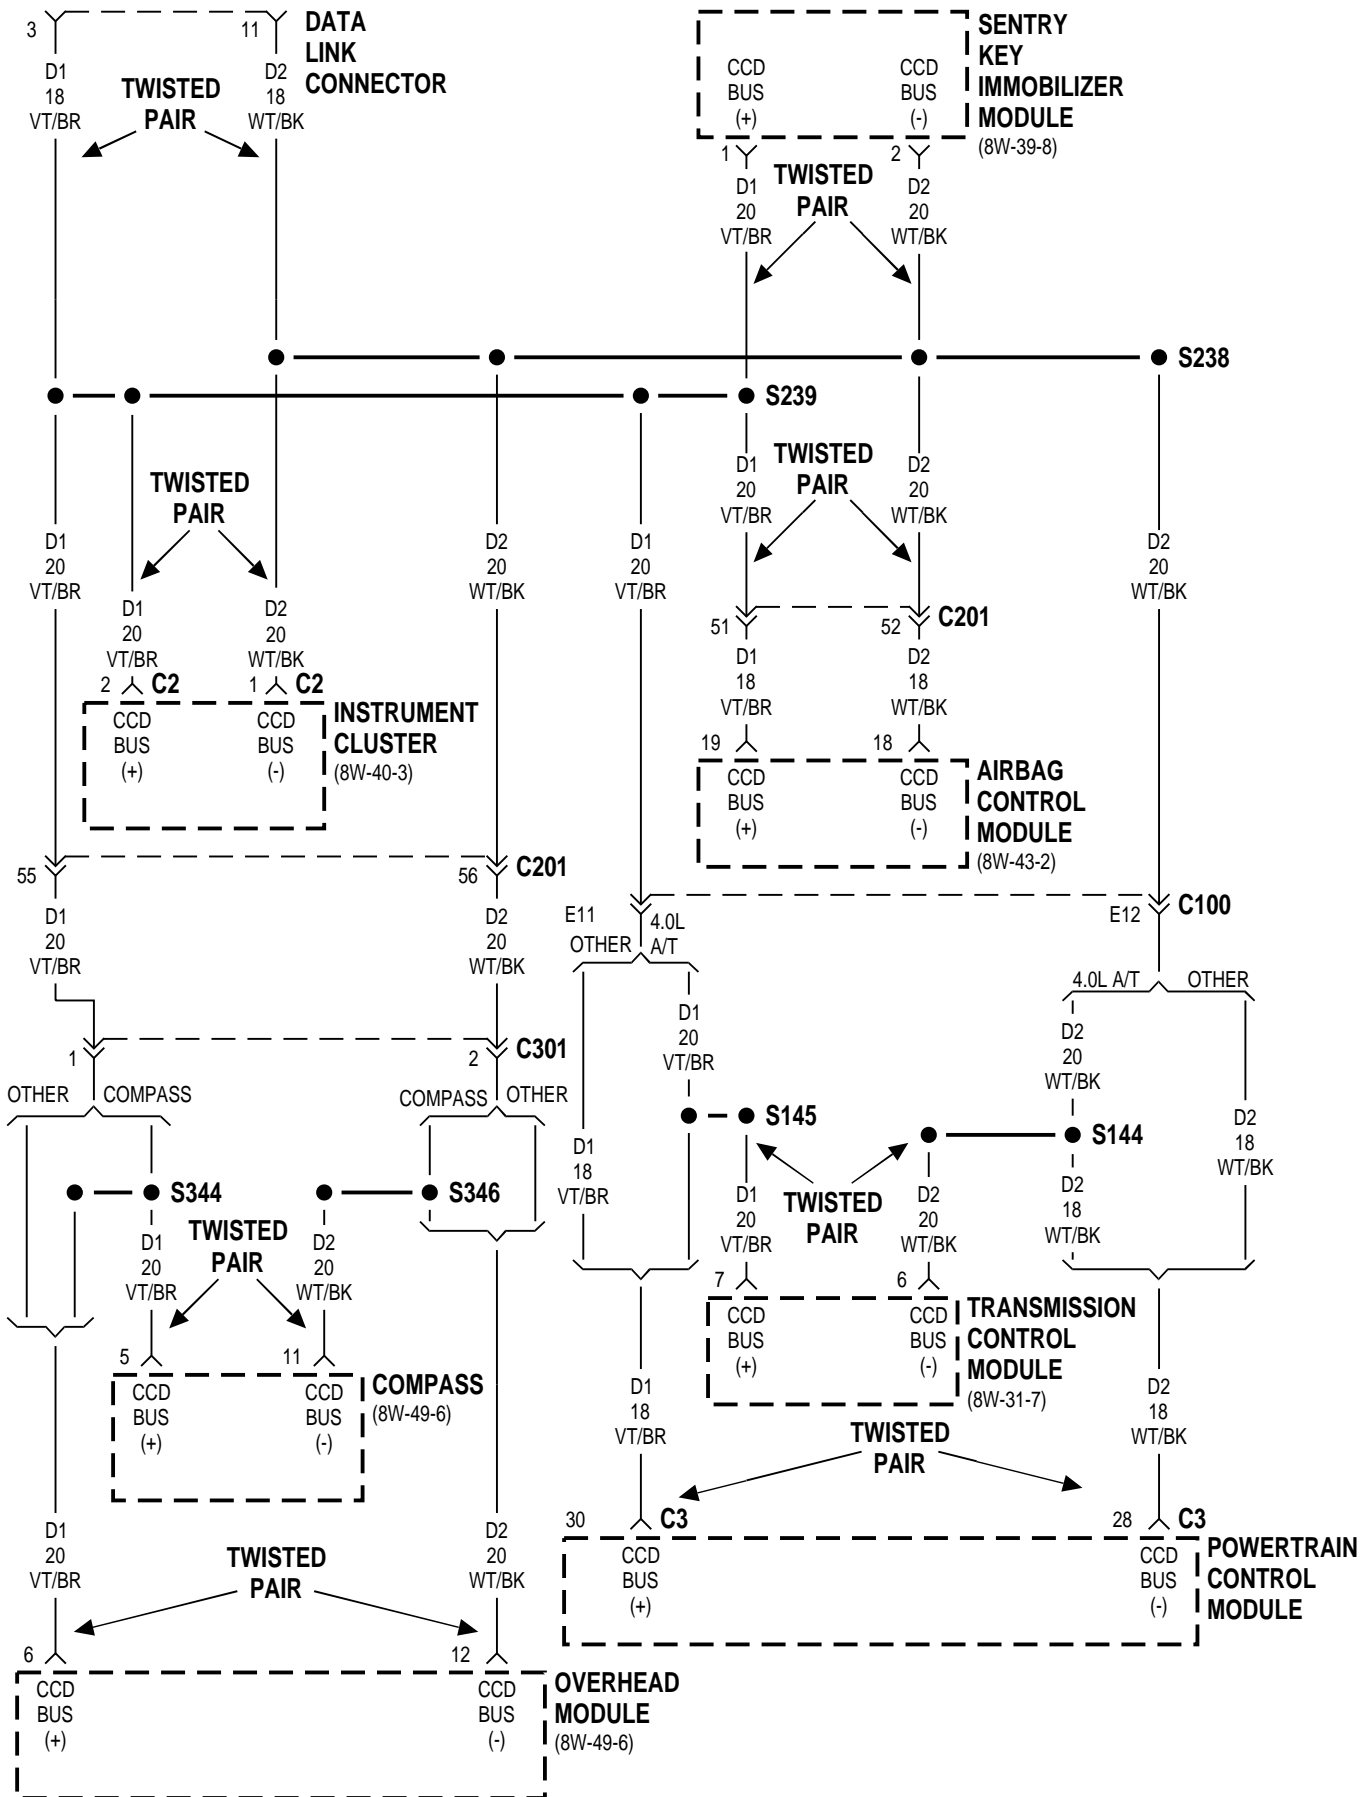 3
11
DATA
LINK
CONNECTOR
D1
18
VT/BR
D2
18
WT/BK
TWISTED
PAIR
SENTRY
KEY
IMMOBILIZER
MODULE
(8W-39-8)
CCD
BUS
(+)
CCD
BUS
(-)
1
2
D1
20
VT/BR
TWISTED
PAIR
D2
20
WT/BK
S238
S239
TWISTED
PAIR
D1
20
VT/BR
TWISTED
PAIR
D2
20
WT/BK
D1
20
VT/BR
D2
20
WT/BK
D1
20
VT/BR
D2
20
WT/BK
D1
20
VT/BR
D2
20
WT/BK
2
C2
1
C2
CCD
BUS
(+)
CCD
BUS
(-)
INSTRUMENT
CLUSTER
(8W-40-3)
51
52
C201
D1
18
VT/BR
D2
18
WT/BK
19
18
CCD
BUS
(+)
CCD
BUS
(-)
AIRBAG
CONTROL
MODULE
(8W-43-2)
55
56
C201
D1
20
VT/BR
D2
20
WT/BK
E11
4.0L
A/T
OTHER
E12
C100
4.0L A/T
OTHER
1
2
C301
OTHER
COMPASS
COMPASS
OTHER
D1
20
VT/BR
D2
20
WT/BK
S145
S144
D1
18
VT/BR
D2
18
WT/BK
S344
S346
TWISTED
PAIR
D1
20
VT/BR
D2
20
WT/BK
TWISTED
PAIR
D1
20
VT/BR
D2
20
WT/BK
D2
18
WT/BK
7
6
CCD
BUS
(+)
CCD
BUS
(-)
TRANSMISSION
CONTROL
MODULE
(8W-31-7)
5
11
CCD
BUS
(+)
CCD
BUS
(-)
COMPASS
(8W-49-6)
D1
18
VT/BR
D2
18
WT/BK
TWISTED
PAIR
30
C3
28
C3
CCD
BUS
(+)
CCD
BUS
(-)
POWERTRAIN
CONTROL
MODULE
D1
20
VT/BR
TWISTED
PAIR
D2
20
WT/BK
6
12
CCD
BUS
(+)
CCD
BUS
(-)
OVERHEAD
MODULE
(8W-49-6)